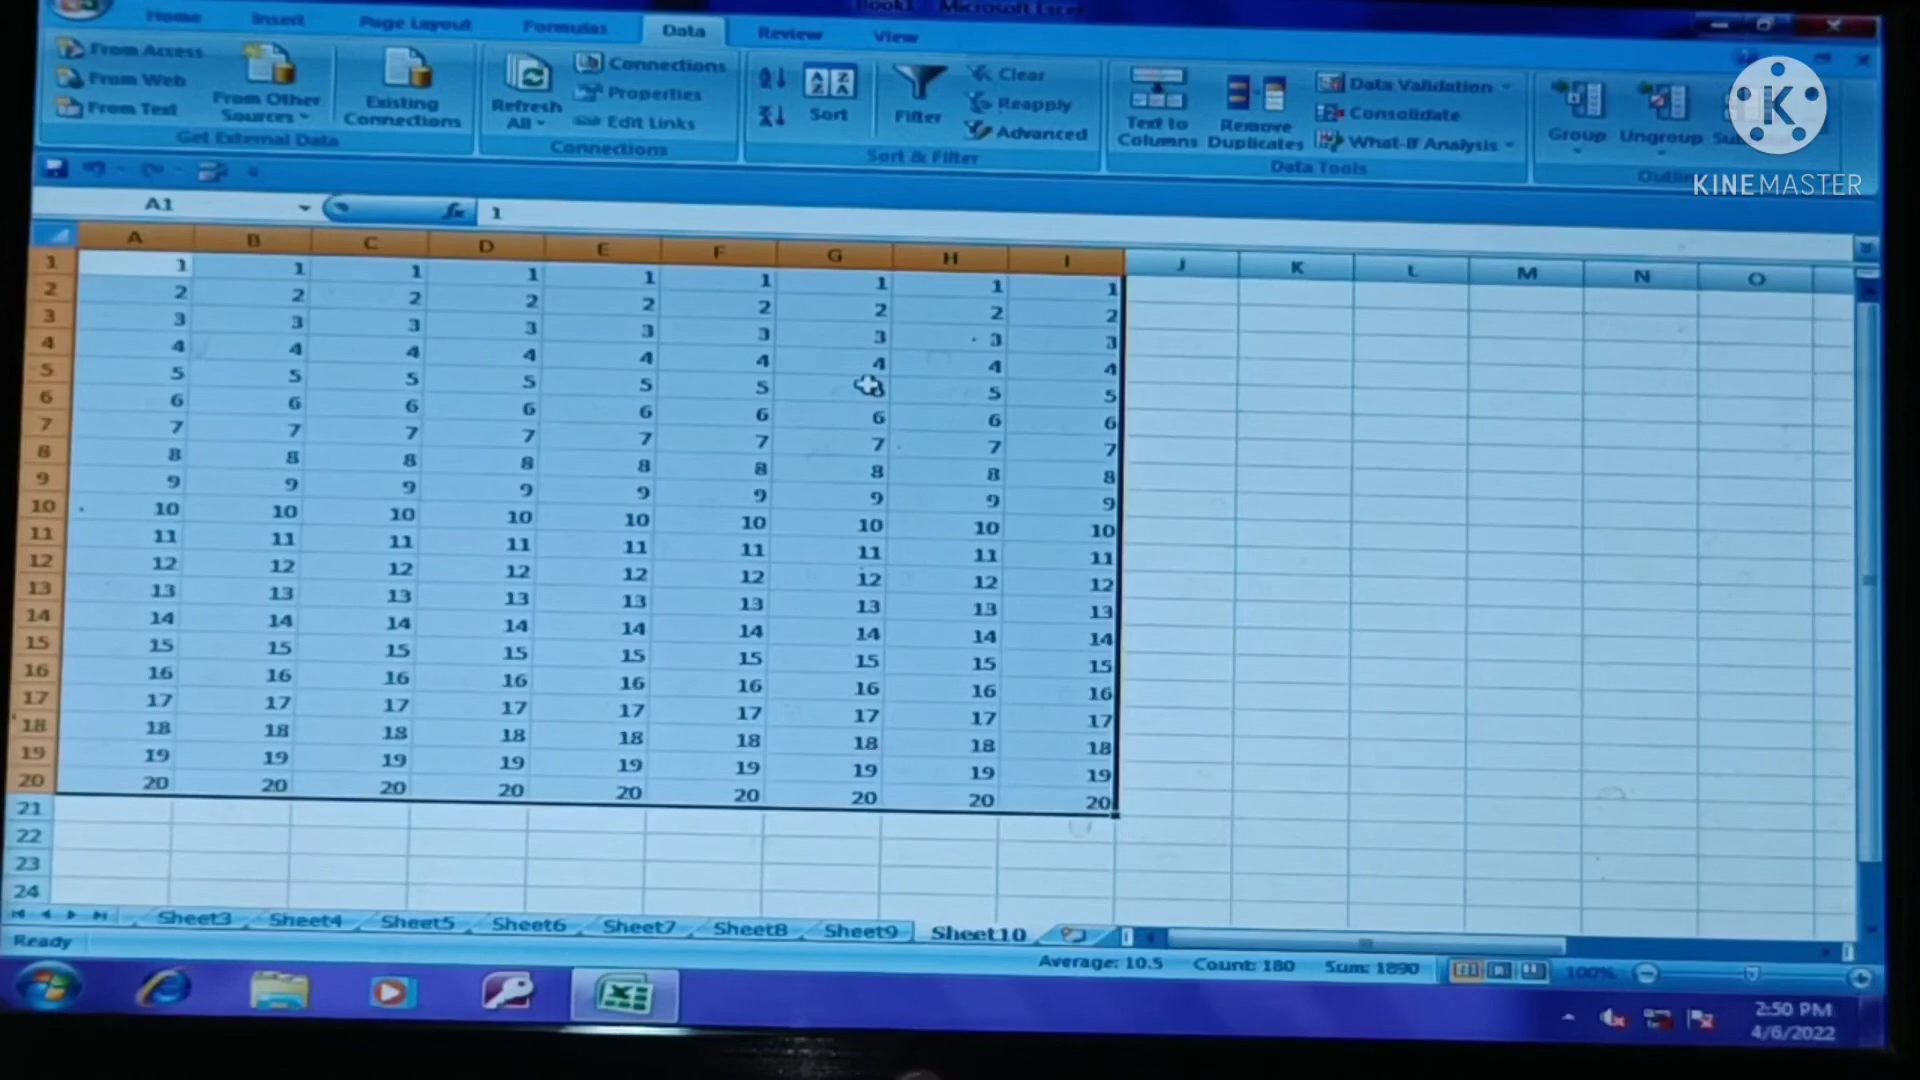 Book1 - Microsoft Excel
Home Insert Page Layout Formulas Data Review View
From Access
From Web
From Text
From Other Sources
Existing Connections
Get External Data
Refresh All
Connections
Properties
Edit Links
Connections
Sort
Filter
Clear
Reapply
Advanced
Sort & Filter
Text to Columns
Remove Duplicates
Data Validation
Consolidate
What-If Analysis
Data Tools
Group
Ungroup
K
KINEMASTER
A1 fx 1
A B C D E F G H I J K L M N O
1 1 1 1 1 1 1 1 1 1
2 2 2 2 2 2 2 2 2 2
3 3 3 3 3 3 3 3 3 3
4 4 4 4 4 4 4 4 4 4
5 5 5 5 5 5 5 5 5
6 6 6 6 6 6 6 6 6 6
7 7 7 7 7 7 7 7 7 7
8 8 8 8 8 8 8 8 8 8
9 9 9 9 9 9 9 9 9 9
10 10 10 10 10 10 10 10 10 10
11 11 11 11 11 11 11 11 11 11
12 12 12 12 12 12 12 12 12 12
13 13 13 13 13 13 13 13 13 13
14 14 14 14 14 14 14 14 14 14
15 15 15 15 15 15 15 15 15 15
16 16 16 16 16 16 16 16 16 16
17 17 17 17 17 17 17 17 17 17
18 18 18 18 18 18 18 18 18 18
19 19 19 19 19 19 19 19 19 19
20 20 20 20 20 20 20 20 20 20
21
22
23
24
Sheet3 Sheet4 Sheet5 Sheet6 Sheet7 Sheet8 Sheet9 Sheet10
Ready Average: 10.5 Count: 180 Sum: 1890 100%
2:50 PM
4/6/2022